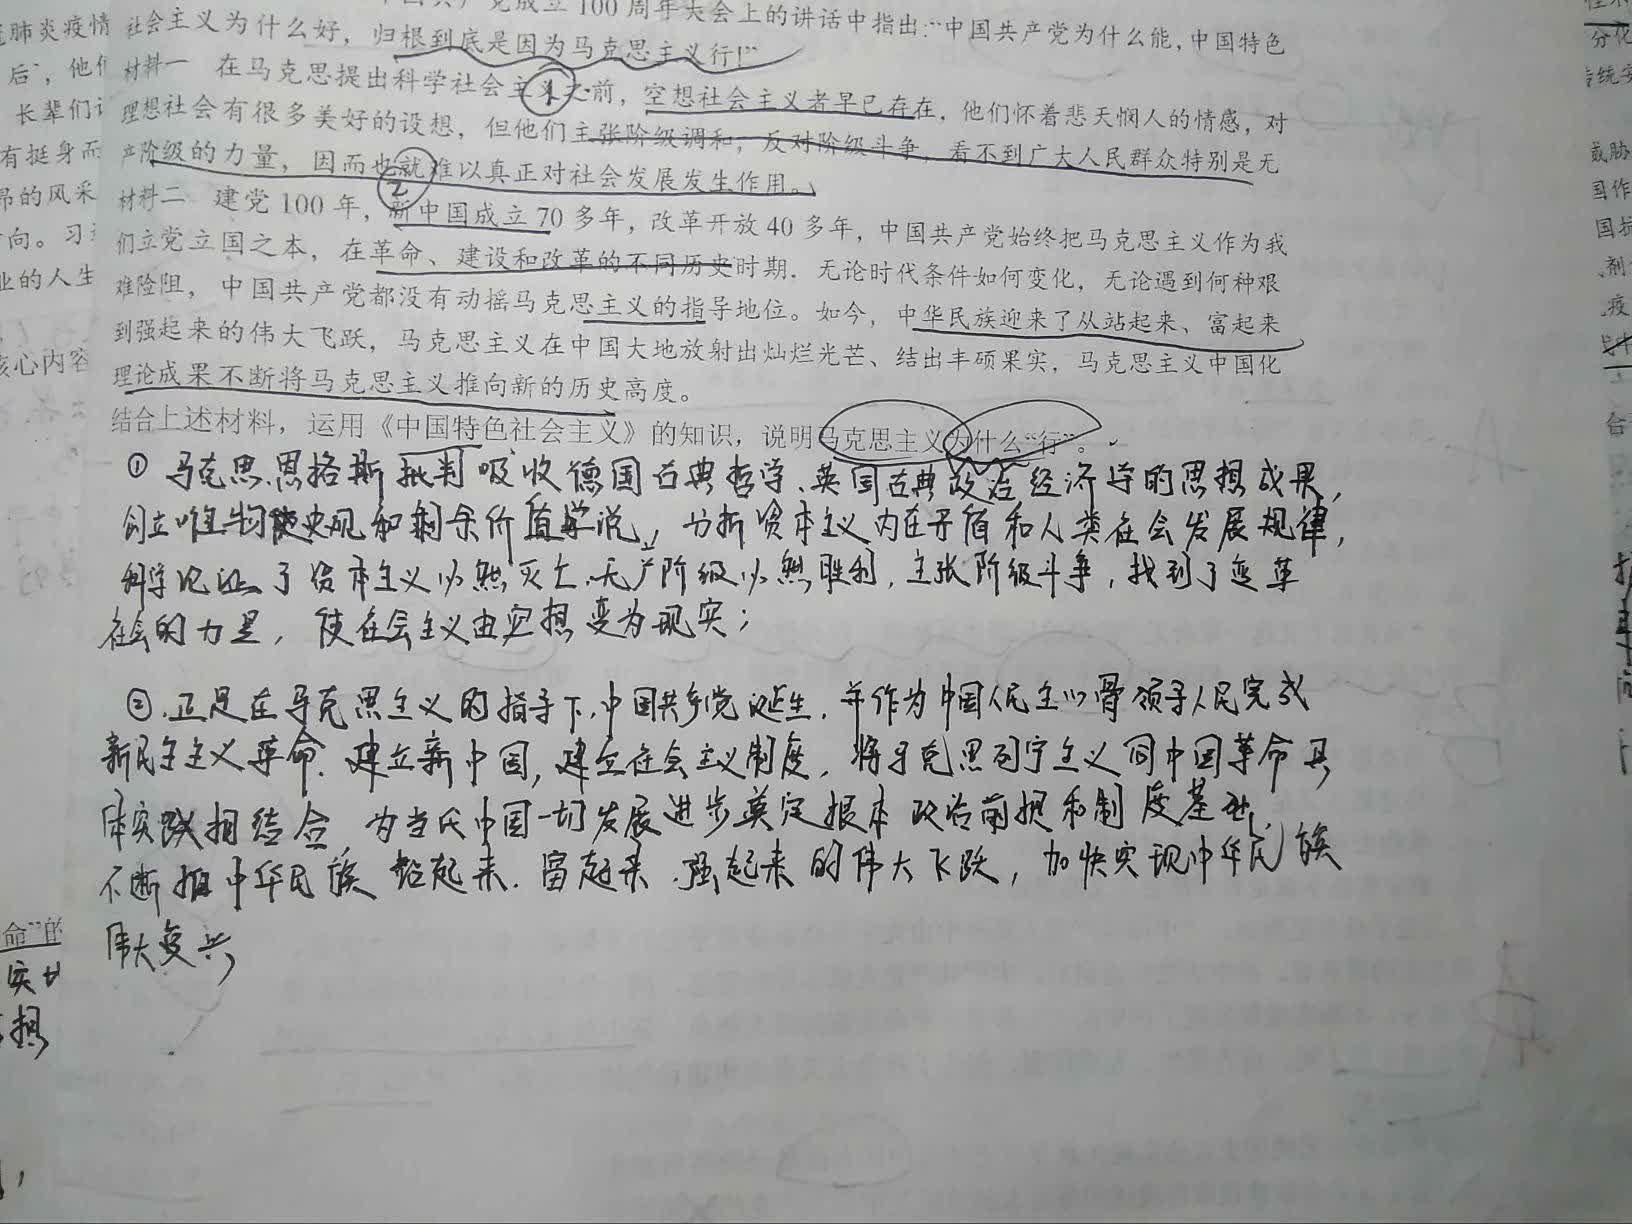 中国共产党成立100周年大会上的讲话中指出:“中国共产党为什么能,中国特色
社会主义为什么好,归根到底是因为马克思主义行!”
材料一 在马克思提出科学社会主义之前,空想社会主义者早已存在,他们怀着悲天悯人的情感,对
理想社会有很多美好的设想,但他们主张阶级调和,反对阶级斗争,看不到广大人民群众特别是无
产阶级的力量,因而也就难以真正对社会发展发生作用。
材料二 建党100年,新中国成立70多年,改革开放40多年,中国共产党始终把马克思主义作为我
们立党立国之本,在革命、建设和改革的不同历史时期,无论时代条件如何变化,无论遇到何种艰
难险阻,中国共产党都没有动摇马克思主义的指导地位。如今,中华民族迎来了从站起来、富起来
到强起来的伟大飞跃,马克思主义在中国大地放射出灿烂光芒、结出丰硕果实,马克思主义中国化
理论成果不断将马克思主义推向新的历史高度。
结合上述材料,运用《中国特色社会主义》的知识,说明马克思主义为什么“行”。
① 马克思、恩格斯批判吸收德国古典哲学、英国古典政治经济学的思想成果,
创立唯物史观和剩余价值学说,分析资本主义内在矛盾和人类社会发展规律,
科学论证了资本主义必然灭亡、无产阶级必然胜利,主张阶级斗争,找到了变革
社会的力量,使社会主义由空想变为现实;
②.正是在马克思主义的指导下,中国共产党诞生,并作为中国人民主心骨领导人民完成
新民主主义革命、建立新中国,建立社会主义制度,将马克思列宁主义同中国革命具
体实践相结合,为当代中国一切发展进步奠定根本政治前提和制度基础,
不断推中华民族站起来、富起来、强起来的伟大飞跃,加快实现中华民族
伟大复兴
肺炎疫情
后”,他们
长辈们
有挺身而
昂的风采
向。习
业的人生
核心内容
命”的
想
分化
传统安
国作
国抗
疫